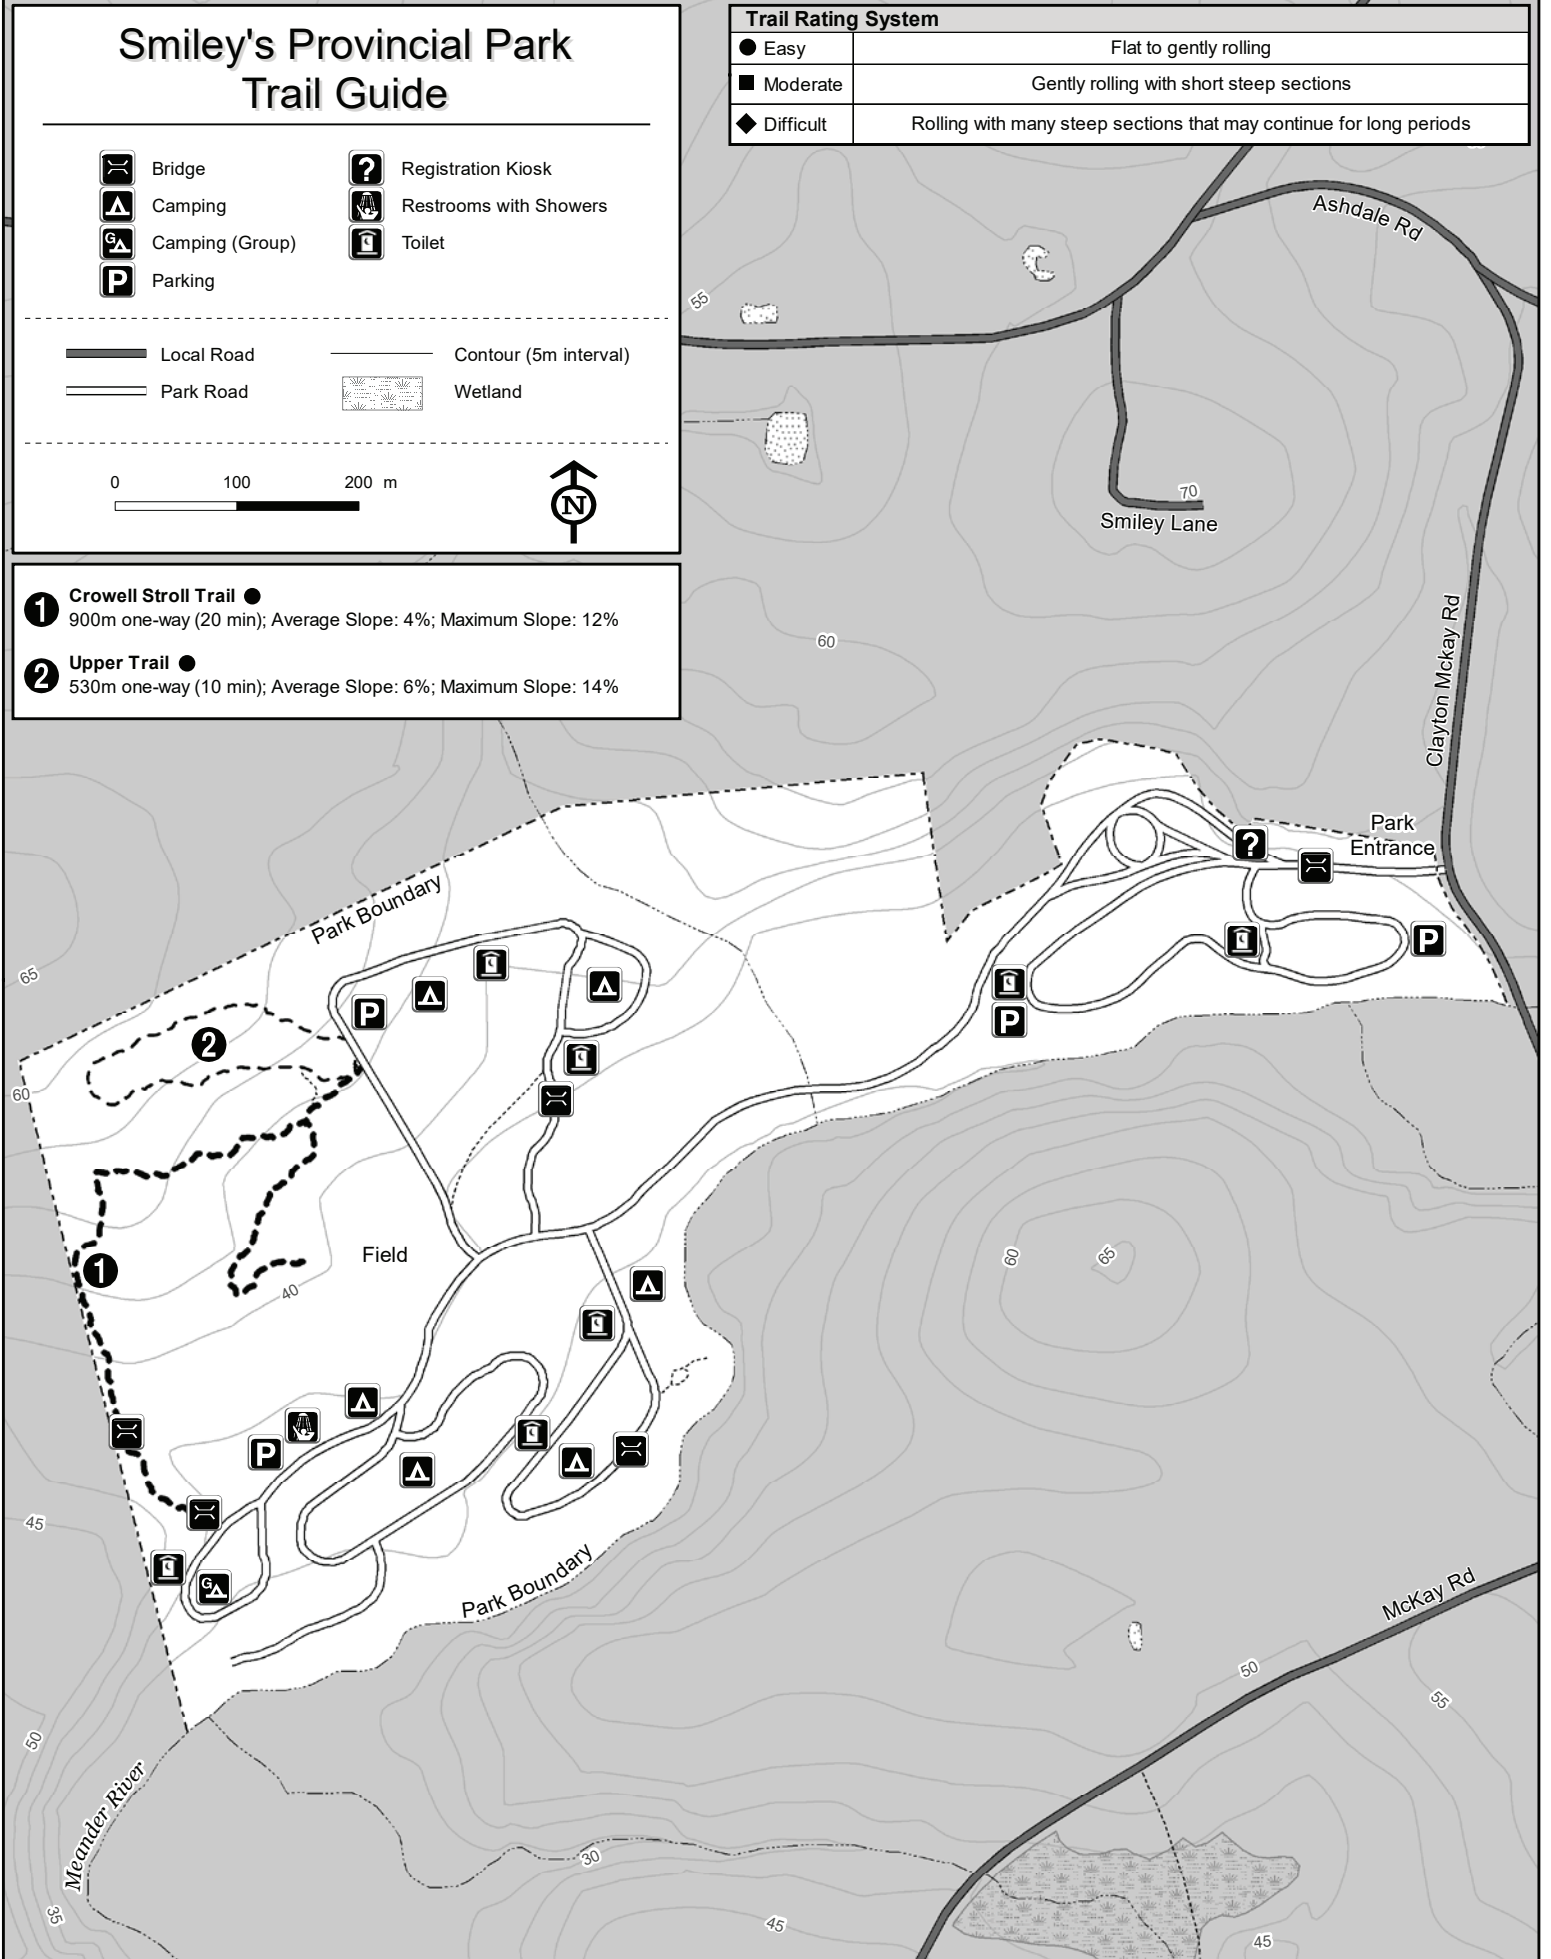 Smiley's Provincial Park
Trail Guide
Bridge
Camping
G
Camping (Group)
P
Parking
?
Registration Kiosk
Restrooms with Showers
Toilet
Local Road
Park Road
Contour (5m interval)
Wetland
0 100 200 m
N
Trail Rating System
Easy Flat to gently rolling
Moderate Gently rolling with short steep sections
Difficult Rolling with many steep sections that may continue for long periods
1 Crowell Stroll Trail
900m one-way (20 min); Average Slope: 4%; Maximum Slope: 12%
2 Upper Trail
530m one-way (10 min); Average Slope: 6%; Maximum Slope: 14%
Ashdale Rd
55
70
Smiley Lane
60
Clayton Mckay Rd
Park
Entrance
?
P
P
Park Boundary
65
P
2
60
1
Field
40
60
65
P
45
G
Park Boundary
McKay Rd
50
55
50
Meander River
30
35
45
45